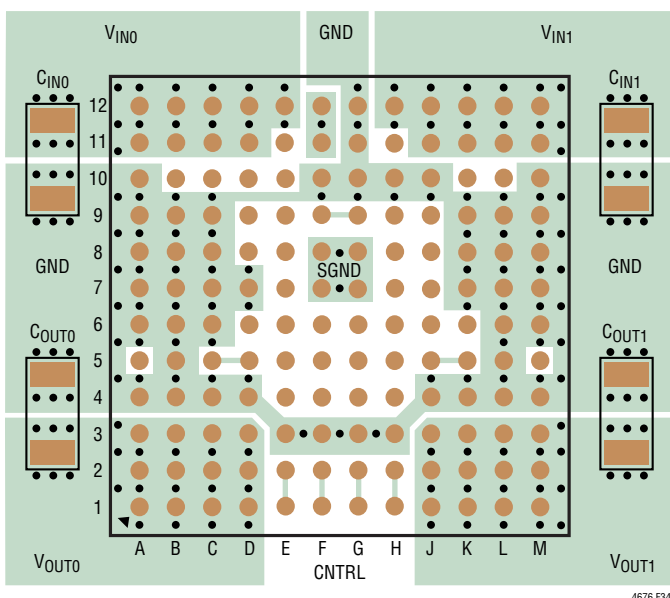 VIN0 GND VIN1
CIN0 CIN1
12
11
10
9
8
GND SGND GND
7
6
COUT0 COUT1
5
4
3
2
1
A B C D E F G H J K L M
VOUT0 CNTRL VOUT1
4676 F34